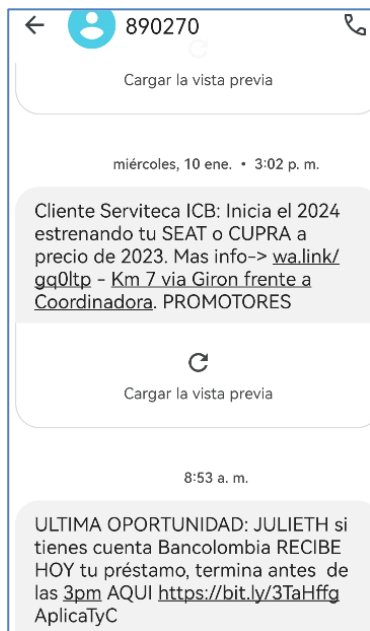 890270
Cargar la vista previa
miércoles, 10 ene. • 3:02 p. m.
Cliente Serviteca ICB: Inicia el 2024
estrenando tu SEAT o CUPRA a
precio de 2023. Mas info-> wa.link/
gq0ltp - Km 7 via Giron frente a
Coordinadora. PROMOTORES
Cargar la vista previa
8:53 a. m.
ULTIMA OPORTUNIDAD: JULIETH si
tienes cuenta Bancolombia RECIBE
HOY tu préstamo, termina antes de
las 3pm AQUI https://bit.ly/3TaHffg
AplicaTyC